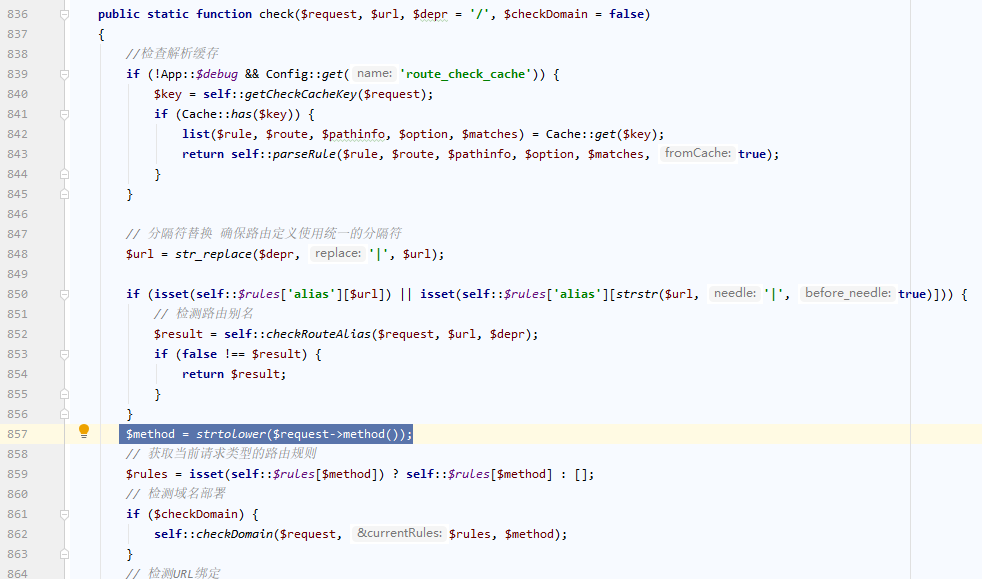 836 public static function check($request, $url, $depr = '/', $checkDomain = false)
837 {
838 //检查解析缓存
839 if (!App::$debug && Config::get( name: 'route_check_cache')) {
840 $key = self::getCheckCacheKey($request);
841 if (Cache::has($key)) {
842 list($rule, $route, $pathinfo, $option, $matches) = Cache::get($key);
843 return self::parseRule($rule, $route, $pathinfo, $option, $matches, fromCache: true);
844 }
845 }
846
847 // 分隔符替换 确保路由定义使用统一的分隔符
848 $url = str_replace($depr, replace: '|', $url);
849
850 if (isset(self::$rules['alias'][$url]) || isset(self::$rules['alias'][strstr($url, needle: '|', before_needle: true)])) {
851 // 检测路由别名
852 $result = self::checkRouteAlias($request, $url, $depr);
853 if (false !== $result) {
854 return $result;
855 }
856 }
857 $method = strtolower($request->method());
858 // 获取当前请求类型的路由规则
859 $rules = isset(self::$rules[$method]) ? self::$rules[$method] : [];
860 // 检测域名部署
861 if ($checkDomain) {
862 self::checkDomain($request, &currentRules: $rules, $method);
863 }
864 // 检测URL绑定